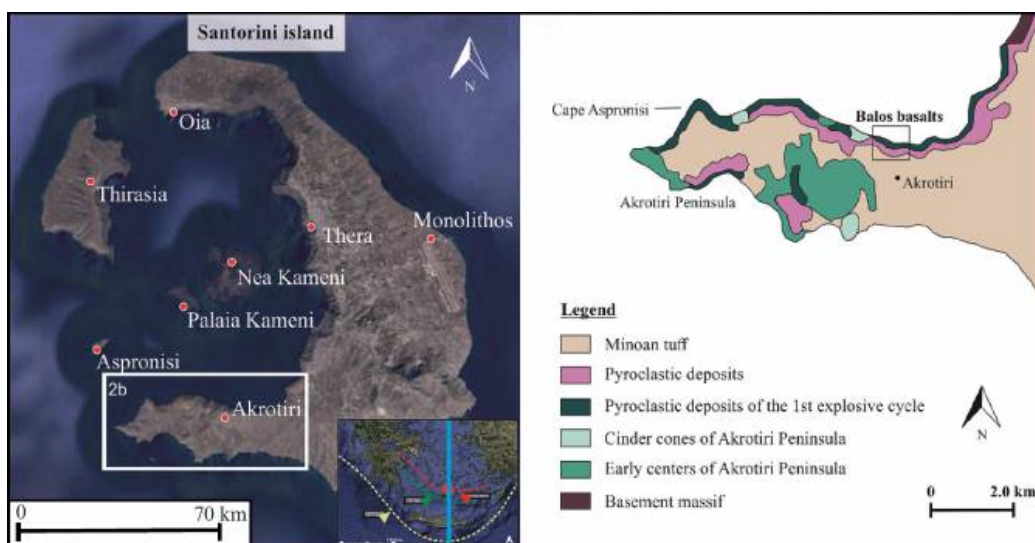 Santorini island
N
Oia
Thirasia
Thera
Monolithos
Nea Kameni
Palaia Kameni
Aspronisi
2b
Akrotiri
0 70 km
Cape Aspronisi
Balos basalts
Akrotiri
Akrotiri Peninsula
Legend
Minoan tuff
Pyroclastic deposits
Pyroclastic deposits of the 1st explosive cycle
Cinder cones of Akrotiri Peninsula
Early centers of Akrotiri Peninsula
Basement massif
N
0 2.0 km